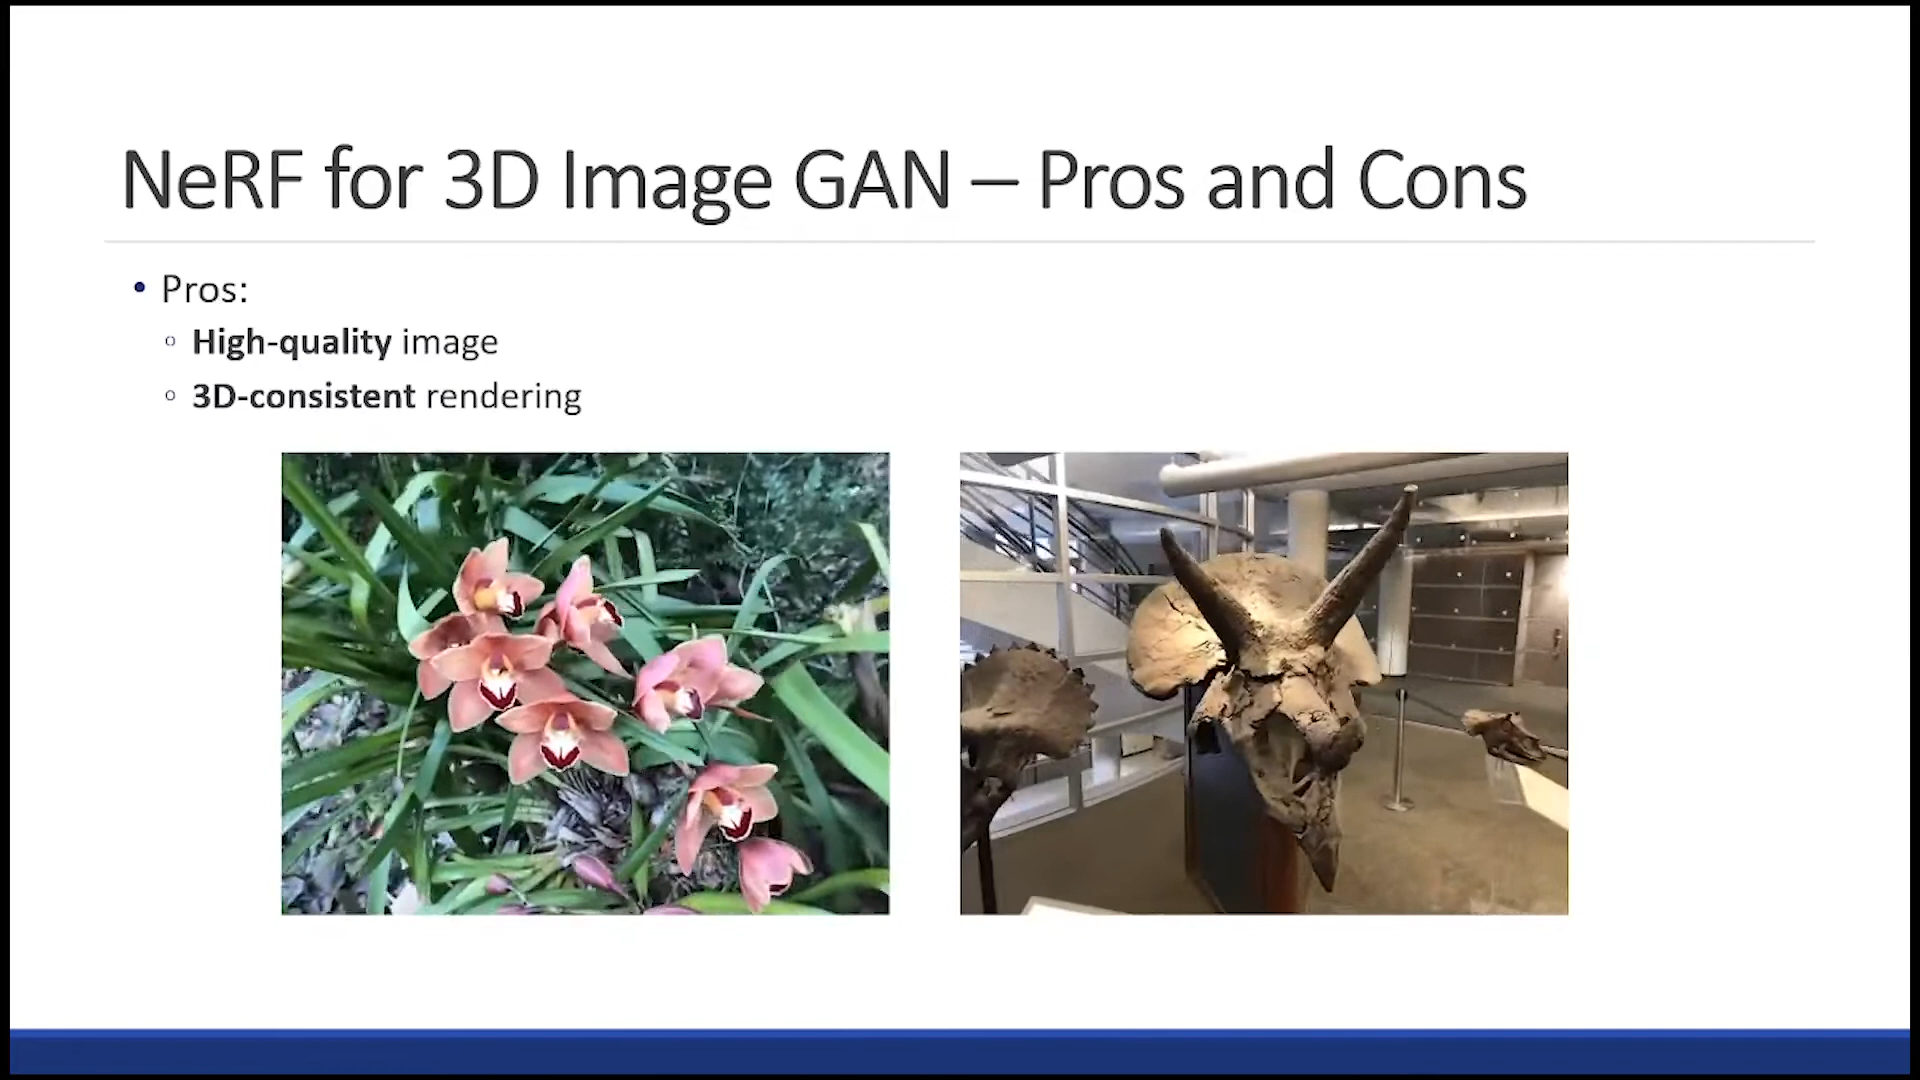 NeRF for 3D Image GAN – Pros and Cons
• Pros:
○ High-quality image
○ 3D-consistent rendering